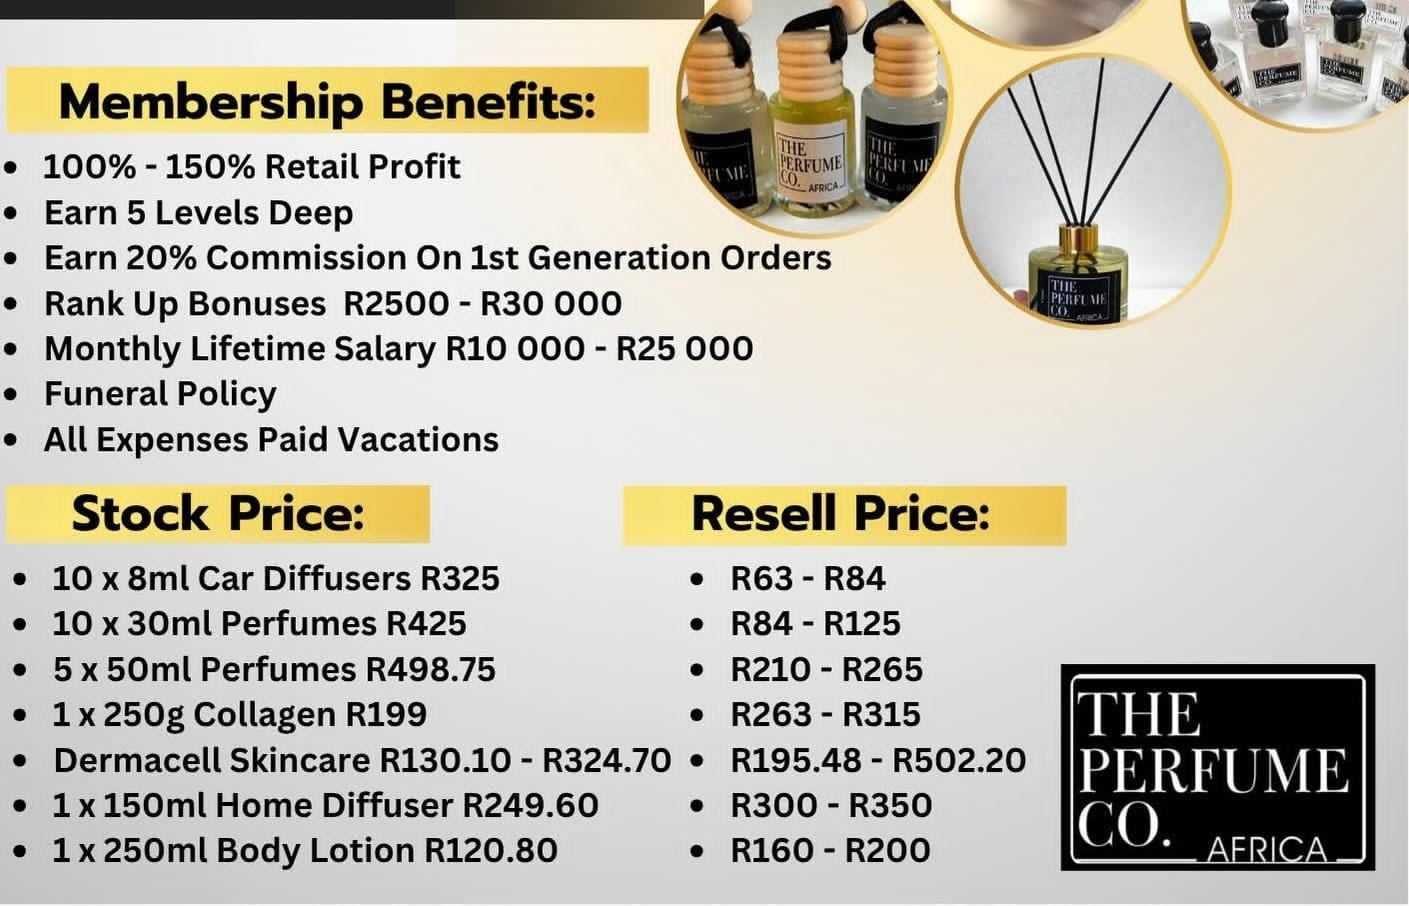 Membership Benefits:
100% - 150% Retail Profit
Earn 5 Levels Deep
Earn 20% Commission On 1st Generation Orders
Rank Up Bonuses R2500 - R30 000
Monthly Lifetime Salary R10 000 - R25 000
Funeral Policy
All Expenses Paid Vacations
THE
PERFUME
CO.
AFRICA
THE
PERFUME
CO.
AFRICA
THE
PERFUME
CO.
Stock Price:
10 x 8ml Car Diffusers R325
10 x 30ml Perfumes R425
5 x 50ml Perfumes R498.75
1 x 250g Collagen R199
Dermacell Skincare R130.10 - R324.70
1 x 150ml Home Diffuser R249.60
1 x 250ml Body Lotion R120.80
Resell Price:
R63 - R84
R84 - R125
R210 - R265
R263 - R315
R195.48 - R502.20
R300 - R350
R160 - R200
THE
PERFUME
CO.
AFRICA